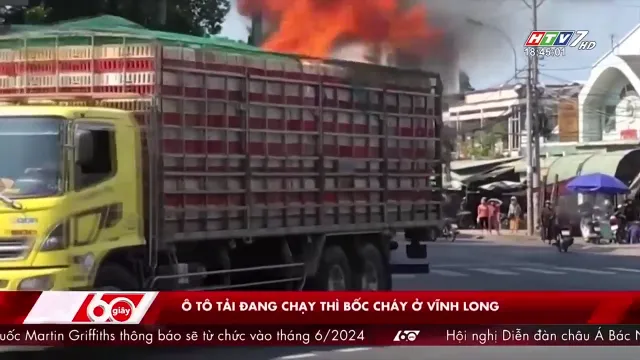 HTV7 HD
18:45:01
60 giây
Ô TÔ TẢI ĐANG CHẠY THÌ BỐC CHÁY Ở VĨNH LONG
uốc Martin Griffiths thông báo sẽ từ chức vào tháng 6/2024 60 Hội nghị Diễn đàn châu Á Bác N